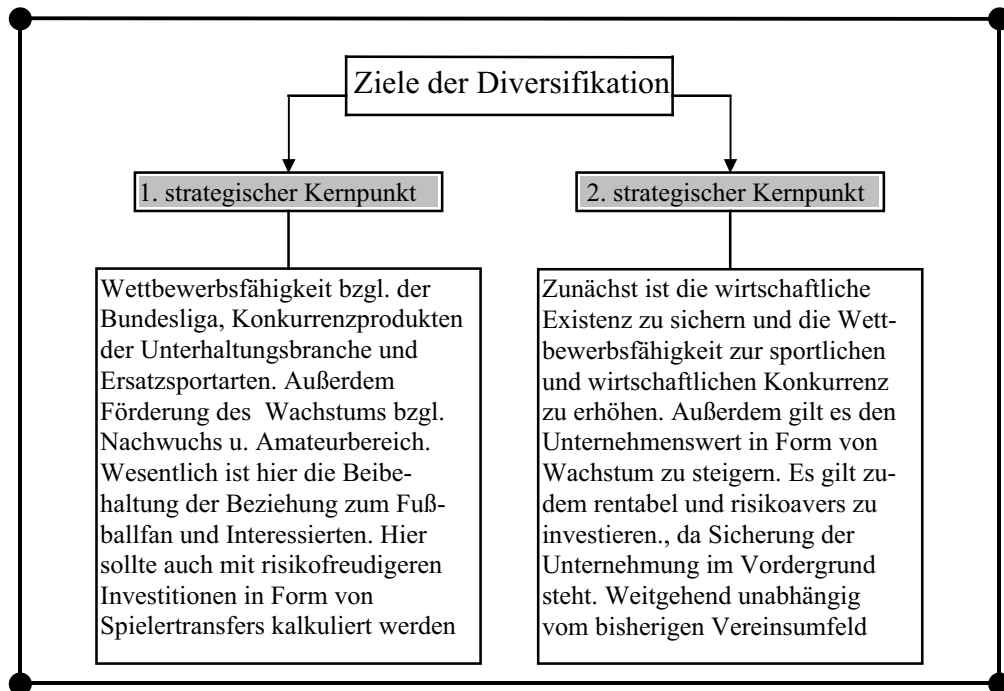 Ziele der Diversifikation
1. strategischer Kernpunkt
Wettbewerbsfähigkeit bzgl. der
Bundesliga, Konkurrenzprodukten
der Unterhaltungsbranche und
Ersatzsportarten. Außerdem
Förderung des Wachstums bzgl.
Nachwuchs u. Amateurbereich.
Wesentlich ist hier die Beibe-
haltung der Beziehung zum Fuß-
ballfan und Interessierten. Hier
sollte auch mit risikofreudigeren
Investitionen in Form von
Spielertransfers kalkuliert werden
2. strategischer Kernpunkt
Zunächst ist die wirtschaftliche
Existenz zu sichern und die Wett-
bewerbsfähigkeit zur sportlichen
und wirtschaftlichen Konkurrenz
zu erhöhen. Außerdem gilt es den
Unternehmenswert in Form von
Wachstum zu steigern. Es gilt zu-
dem rentabel und risikoavers zu
investieren., da Sicherung der
Unternehmung im Vordergrund
steht. Weitgehend unabhängig
vom bisherigen Vereinsumfeld